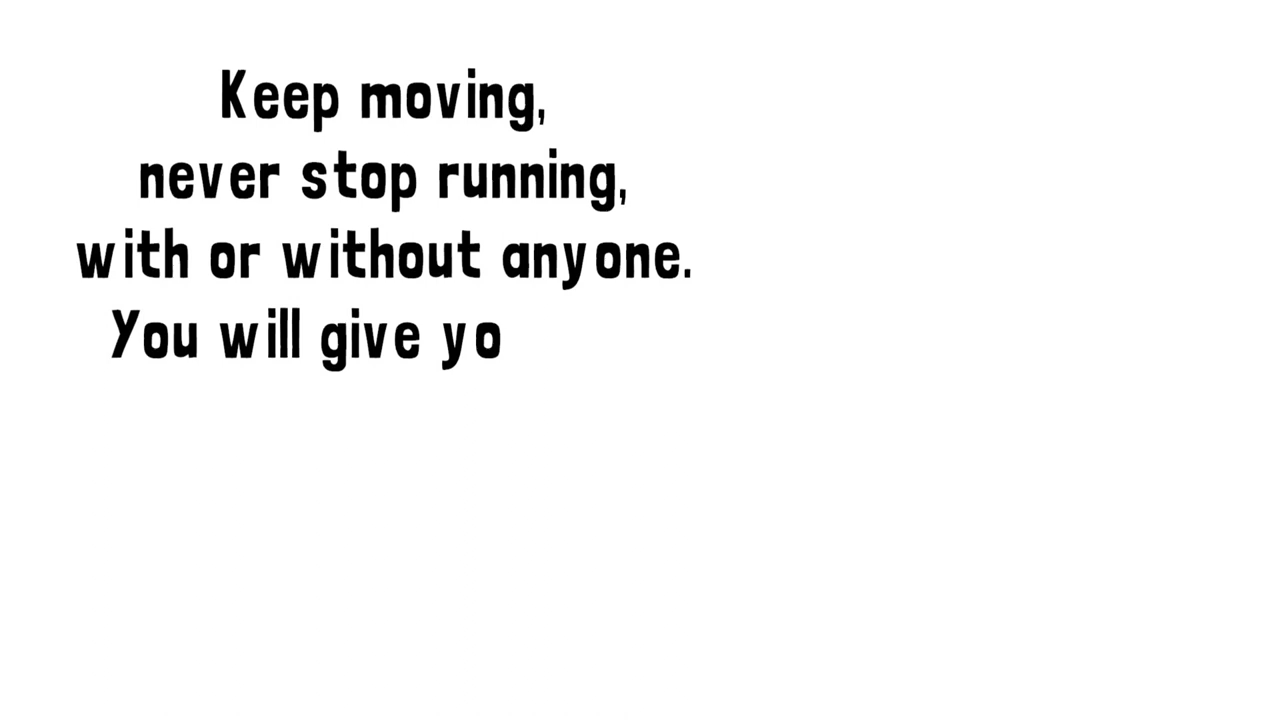 Keep moving,
never stop running,
with or without anyone.
You will give yo